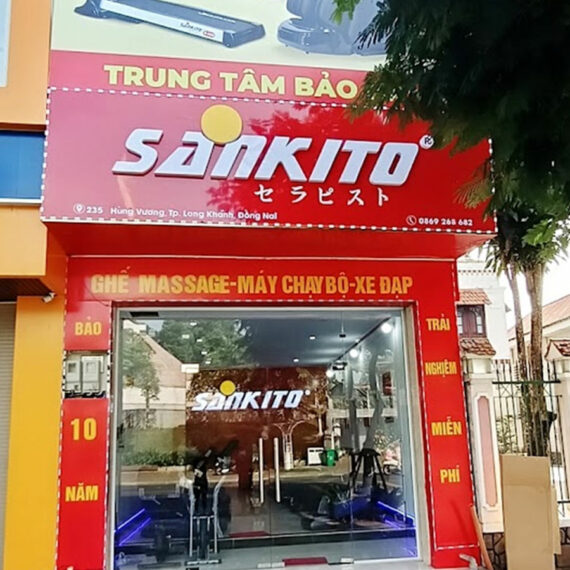 TRUNG TÂM BẢO
SANKITO®
セラピスト
235 Hùng Vương, Tp. Long Khánh, Đồng Nai
0869 268 682
GHẾ MASSAGE-MÁY CHẠY BỘ-XE ĐẠP
BẢO
10
NĂM
SANKITO®
TRẢI
NGHIỆM
MIỄN
PHÍ